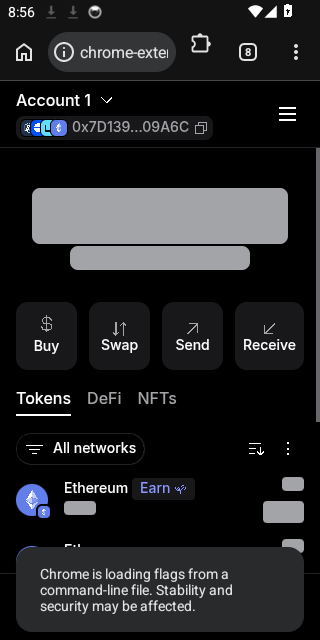 8:56
chrome-exte
8
Account 1
0x7D139...09A6C
Buy
Swap
Send
Receive
Tokens
DeFi
NFTs
All networks
Ethereum
Earn
Chrome is loading flags from a
command-line file. Stability and
security may be affected.